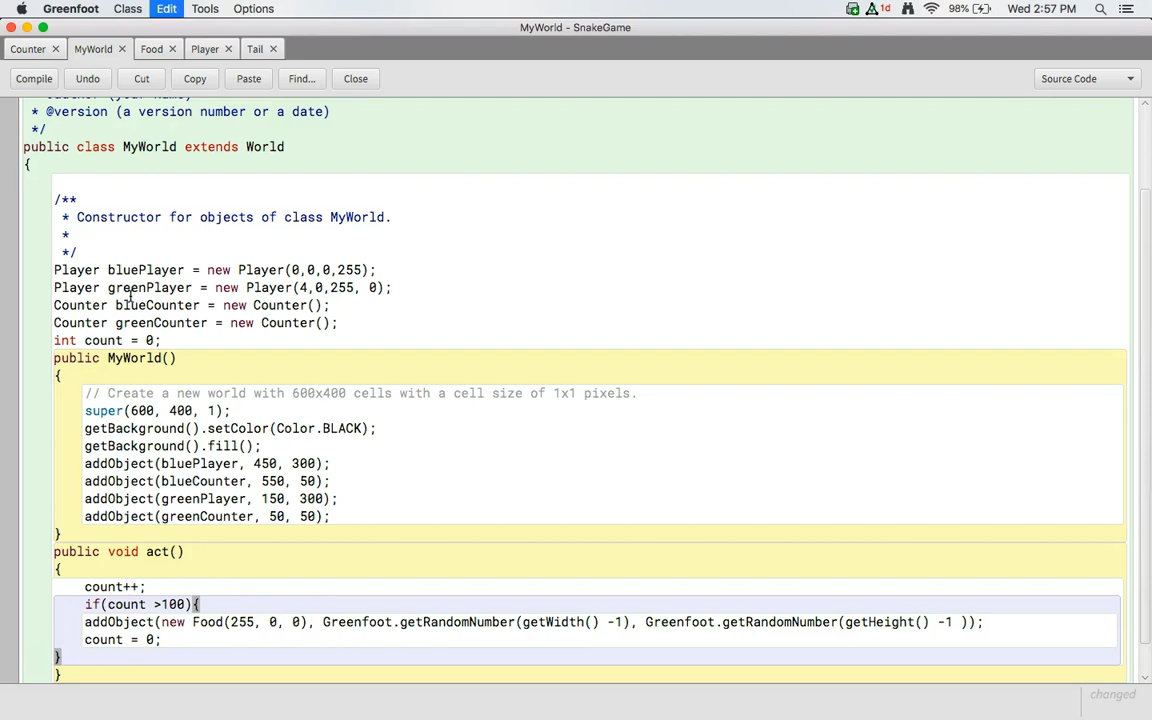 Greenfoot Class Edit Tools Options 1d 98% Wed 2:57 PM
MyWorld - SnakeGame
Counter MyWorld Food Player Tail
Compile Undo Cut Copy Paste Find... Close Source Code
* @version (a version number or a date)
*/
public class MyWorld extends World
{
/**
* Constructor for objects of class MyWorld.
*
*/
Player bluePlayer = new Player(0,0,0,255);
Player greenPlayer = new Player(4,0,255, 0);
Counter blueCounter = new Counter();
Counter greenCounter = new Counter();
int count = 0;
public MyWorld()
{
// Create a new world with 600x400 cells with a cell size of 1x1 pixels.
super(600, 400, 1);
getBackground().setColor(Color.BLACK);
getBackground().fill();
addObject(bluePlayer, 450, 300);
addObject(blueCounter, 550, 50);
addObject(greenPlayer, 150, 300);
addObject(greenCounter, 50, 50);
}
public void act()
{
count++;
if(count >100){
addObject(new Food(255, 0, 0), Greenfoot.getRandomNumber(getWidth() -1), Greenfoot.getRandomNumber(getHeight() -1 ));
count = 0;
}
}
changed